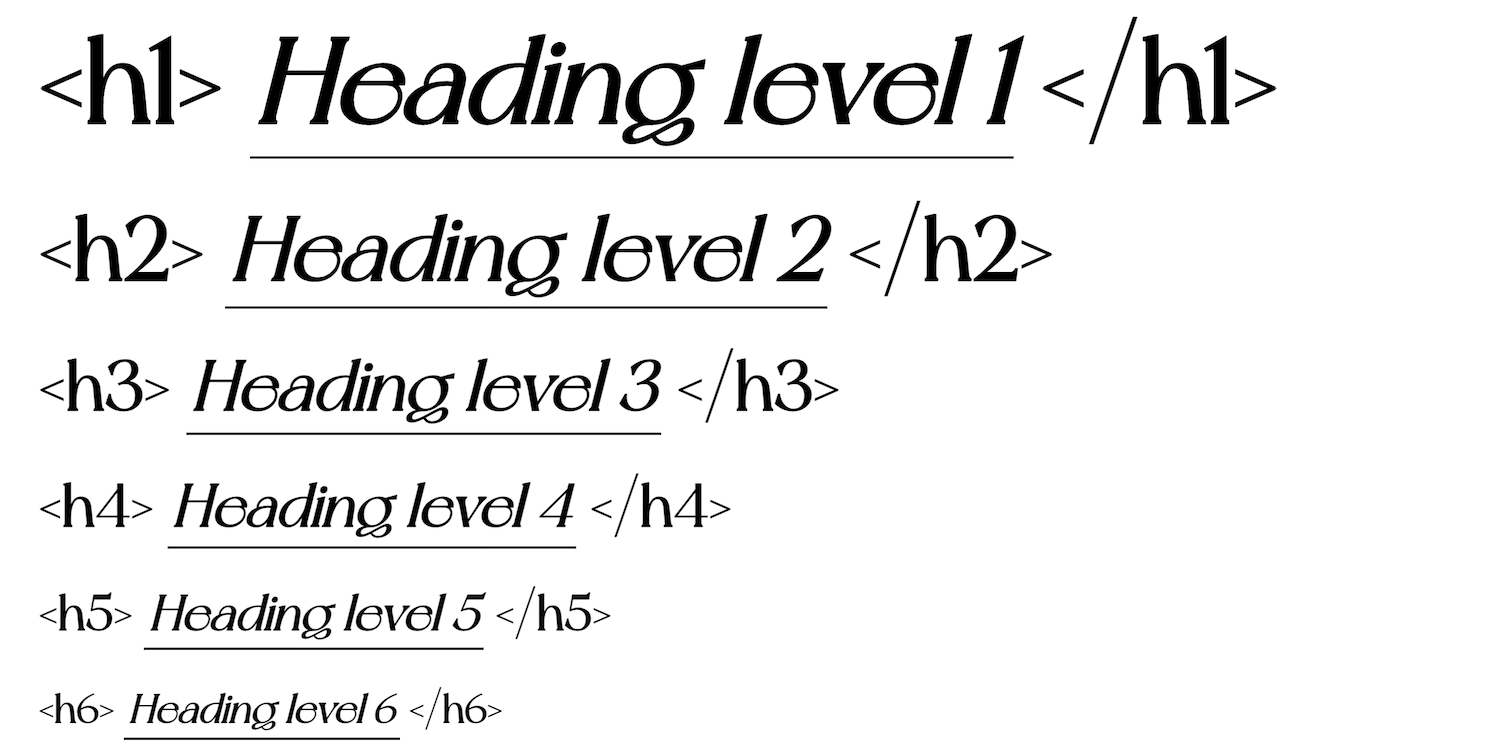 <h1> Heading level 1 </h1>
<h2> Heading level 2 </h2>
<h3> Heading level 3 </h3>
<h4> Heading level 4 </h4>
<h5> Heading level 5 </h5>
<h6> Heading level 6 </h6>